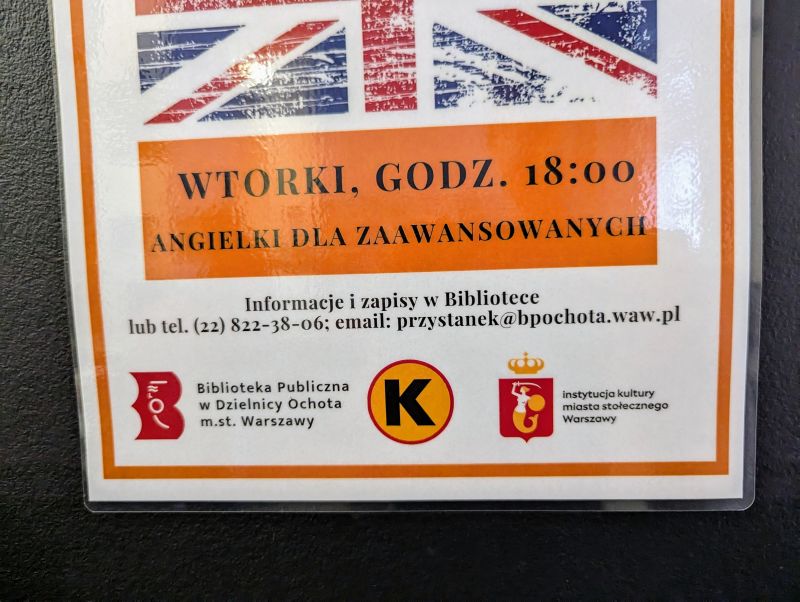 WTORKI, GODZ. 18:00
ANGIELKI DLA ZAAWANSOWANYCH
Informacje i zapisy w Bibliotece
lub tel. (22) 822-38-06; email: przystanek@bpochota.waw.pl
Biblioteka Publiczna
w Dzielnicy Ochota
m.st. Warszawy
K
instytucja kultury
miasta stołecznego
Warszawy